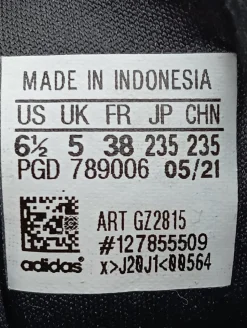 MADE IN INDONESIA
US UK FR JP CHN
6½ 5 38 235 235
PGD 789006 05/21
ART GZ2815
#127855509
adidas® x>J20J1<00564